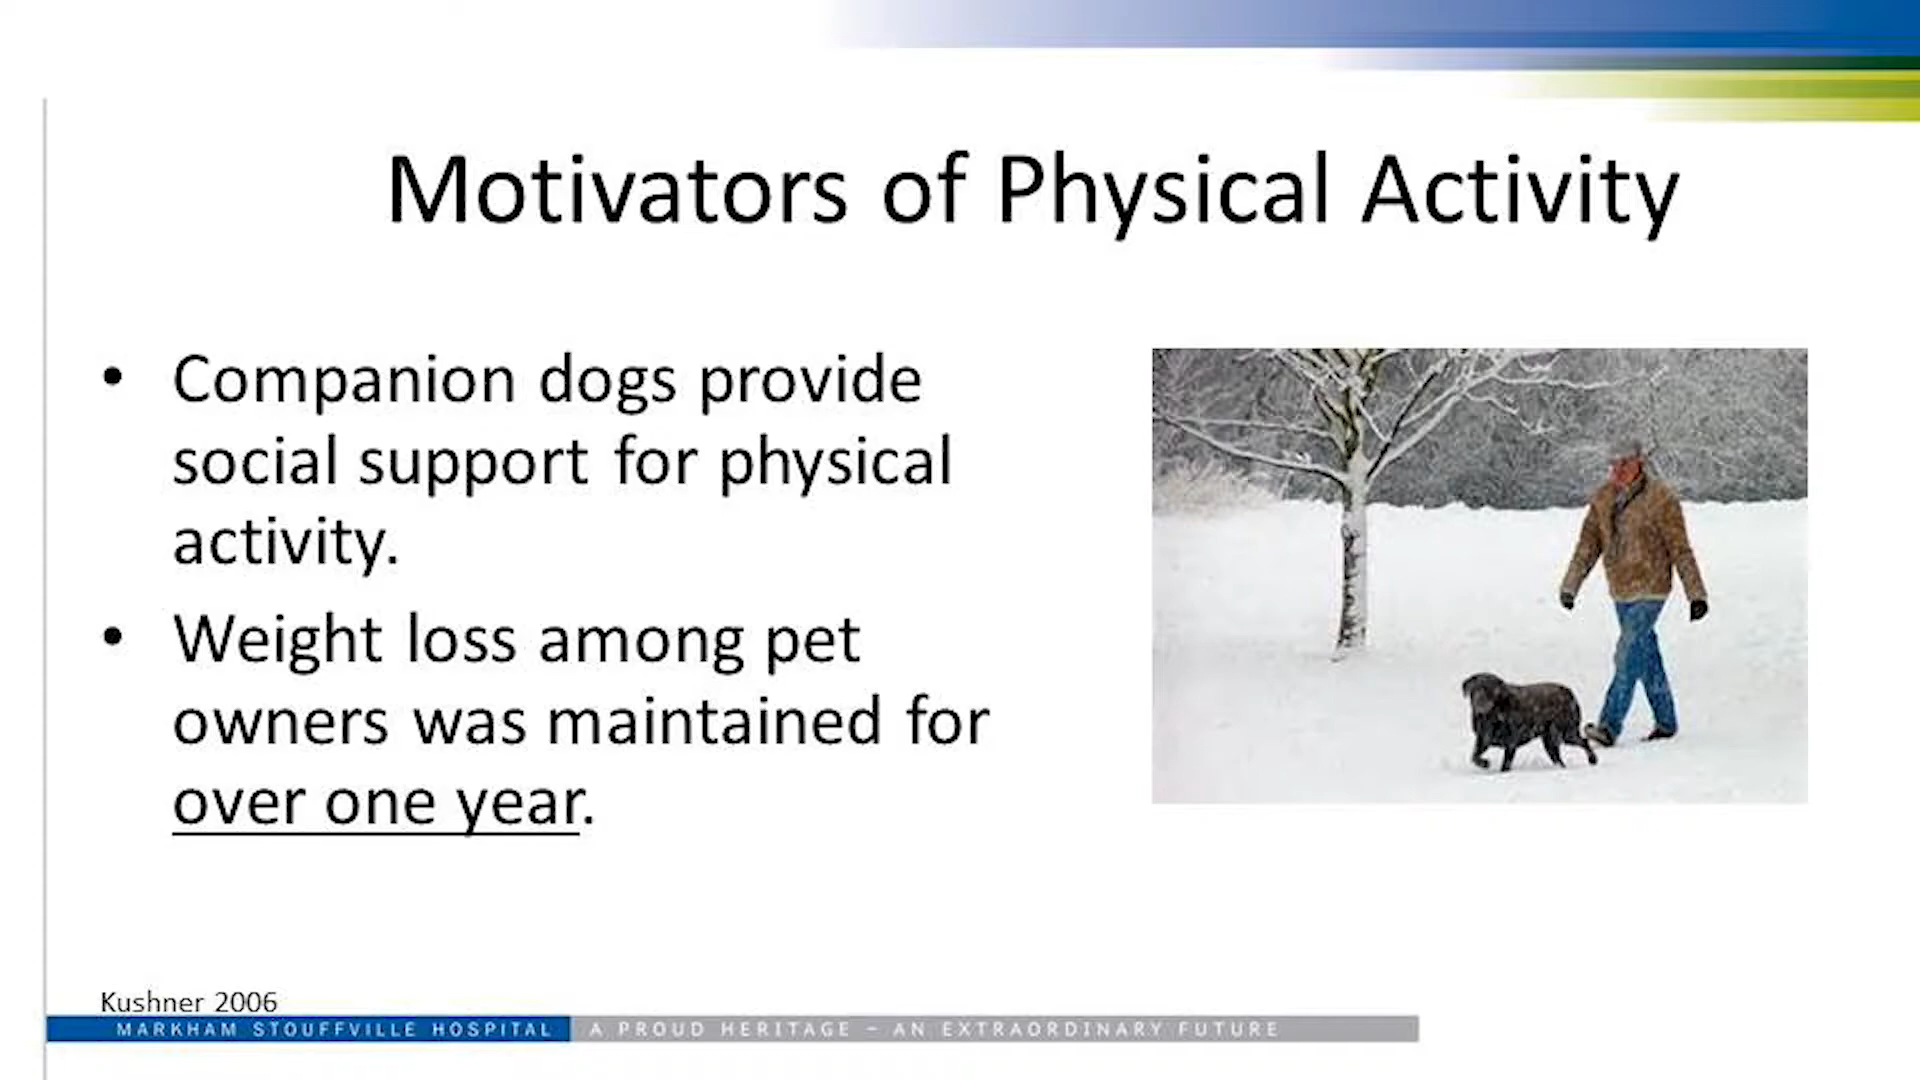 Motivators of Physical Activity
• Companion dogs provide
social support for physical
activity.
• Weight loss among pet
owners was maintained for
over one year.
Kushner 2006
MARKHAM STOUFFVILLE HOSPITAL A PROUD HERITAGE – AN EXTRAORDINARY FUTURE